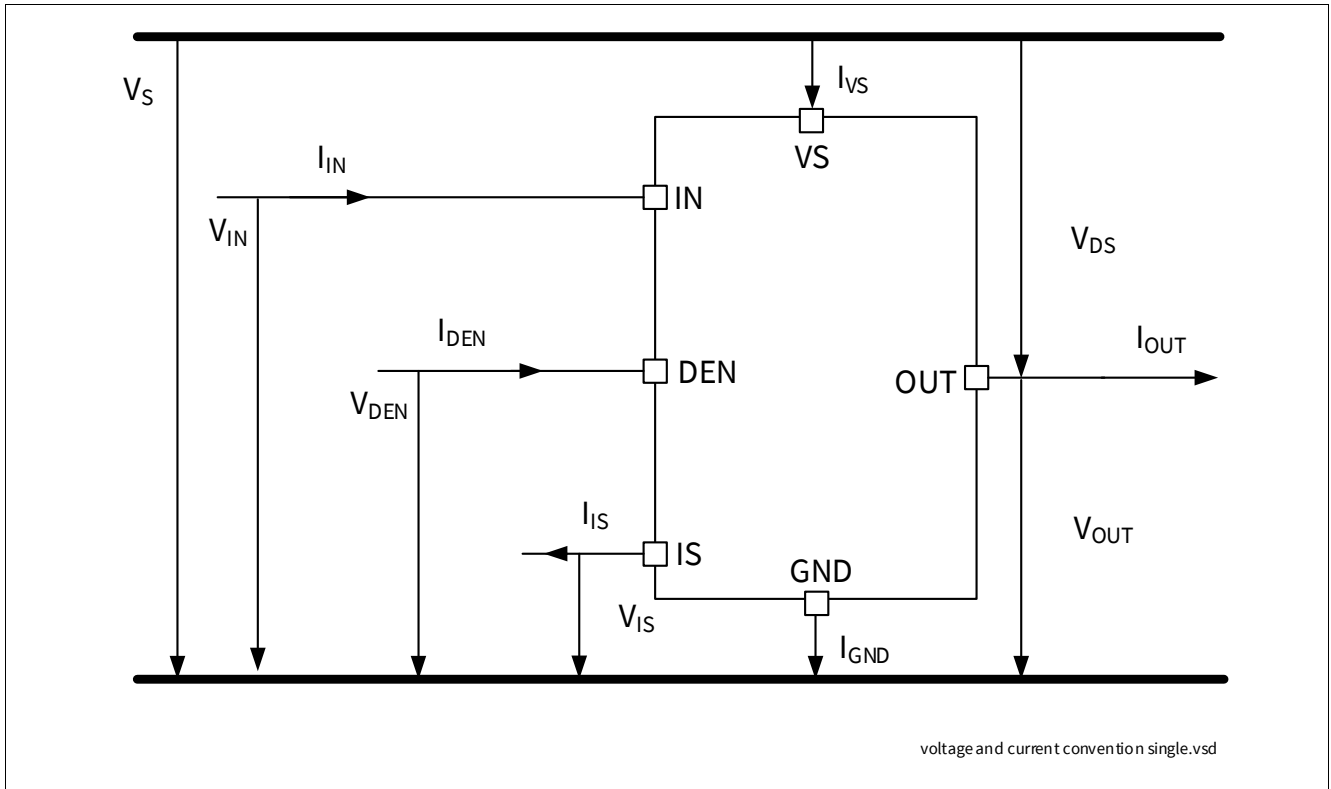 VS
IVS
VS
IIN
IN
VIN
VDS
IDEN
IOUT
DEN
OUT
VDEN
IIS
VOUT
IS
GND
VIS
IGND
voltage and current convention single.vsd